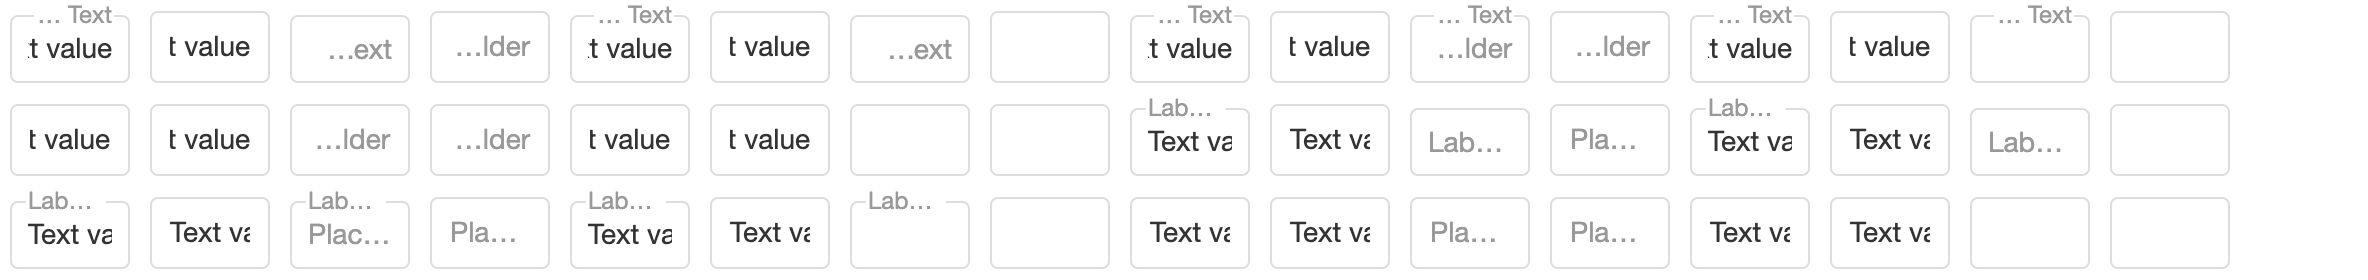 … Text … Text … Text … Text … Text … Text
t value t value …ext …lder t value t value …ext t value t value …lder …lder t value t value
Lab… Lab…
t value t value …lder …lder t value t value Text va Text va Lab… Pla… Text va Text va Lab…
Lab… Lab… Lab… Lab…
Text va Text va Plac… Pla… Text va Text va Text va Text va Pla… Pla… Text va Text va